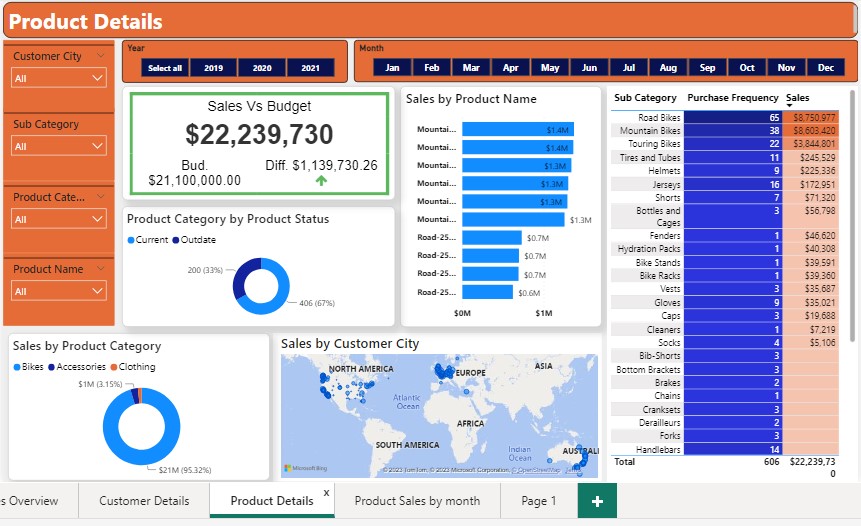 Product Details
Customer City
All
Sub Category
All
Product Cate...
All
Product Name
All
Year
Select all 2019 2020 2021
Month
Jan Feb Mar Apr May Jun Jul Aug Sep Oct Nov Dec
Sales Vs Budget
$22,239,730
Bud. Diff. $1,139,730.26
$21,100,000.00
Product Category by Product Status
Current Outdate
200 (33%)
406 (67%)
Sales by Product Name
Mountai... $1.4M
Mountai... $1.4M
Mountai... $1.3M
Mountai... $1.3M
Mountai... $1.3M
Mountai... $1.3M
Road-25... $0.7M
Road-25... $0.7M
Road-25... $0.7M
Road-25... $0.6M
$0M $1M
Sub Category Purchase Frequency Sales
Road Bikes 65 $8,750,977
Mountain Bikes 38 $8,603,420
Touring Bikes 22 $3,844,801
Tires and Tubes 11 $245,529
Helmets 9 $225,336
Jerseys 16 $172,951
Shorts 7 $71,320
Bottles and 3 $56,798
Cages
Fenders 1 $46,620
Hydration Packs 1 $40,308
Bike Stands 1 $39,591
Bike Racks 1 $39,360
Vests 3 $35,687
Gloves 9 $35,021
Caps 3 $19,688
Cleaners 1 $7,219
Socks 4 $5,106
Bib-Shorts 3
Bottom Brackets 3
Brakes 2
Chains 1
Cranksets 3
Derailleurs 2
Forks 3
Handlebars 14
Total 606 $22,239,73
0
Sales by Product Category
Bikes Accessories Clothing
$1M (3.15%)
$21M (95.32%)
Sales by Customer City
NORTH AMERICA
EUROPE
ASIA
Atlantic
Ocean
AFRICA
SOUTH AMERICA
Indian
Ocean
AUSTRALI
Microsoft Bing
© 2023 TomTom, © 2023 Microsoft Corporation, © OpenStreetMap
s Overview Customer Details Product Details x Product Sales by month Page 1 +